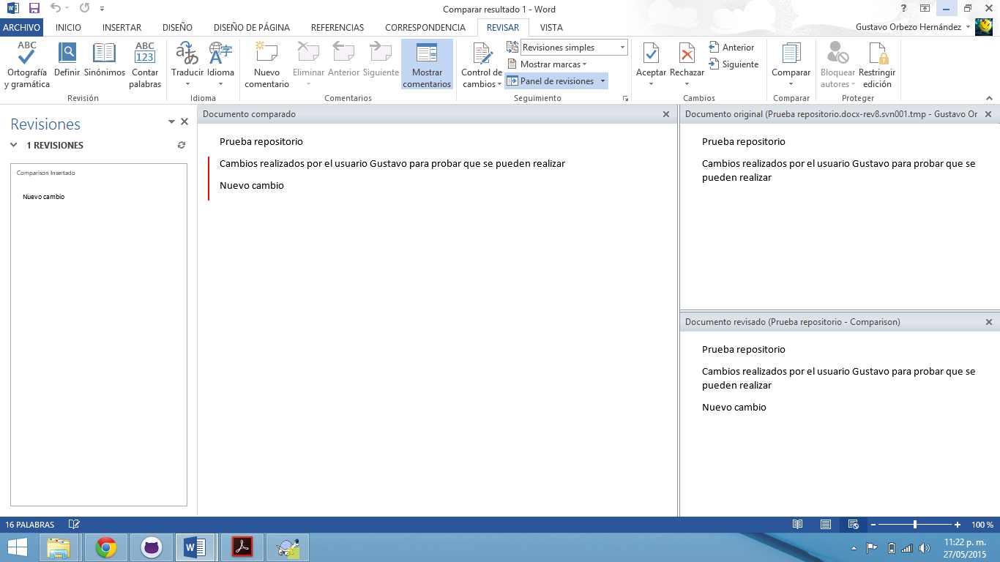 Comparar resultado 1 - Word
?
ARCHIVO INICIO INSERTAR DISEÑO DISEÑO DE PÁGINA REFERENCIAS CORRESPONDENCIA REVISAR VISTA Gustavo Orbezo Hernández
ABC
Ortografía
y gramática
Definir
Sinónimos
ABC
123
Contar
palabras
Revisión
Traducir
Idioma
Idioma
Nuevo
comentario
Eliminar
Anterior
Siguiente
Mostrar
comentarios
Comentarios
Control de
cambios
Revisiones simples
Mostrar marcas
Panel de revisiones
Seguimiento
Aceptar
Rechazar
Anterior
Siguiente
Cambios
Comparar
Comparar
Bloquear
autores
Restringir
edición
Proteger
Revisiones
1 REVISIONES
Comparison Insertado
Nuevo cambio
Documento comparado
Prueba repositorio
Cambios realizados por el usuario Gustavo para probar que se pueden realizar
Nuevo cambio
Documento original (Prueba repositorio.docx-rev8.svn001.tmp - Gustavo Or
Prueba repositorio
Cambios realizados por el usuario Gustavo para probar que se
pueden realizar
Documento revisado (Prueba repositorio - Comparison)
Prueba repositorio
Cambios realizados por el usuario Gustavo para probar que se
pueden realizar
Nuevo cambio
16 PALABRAS
100 %
11:22 p. m.
27/05/2015